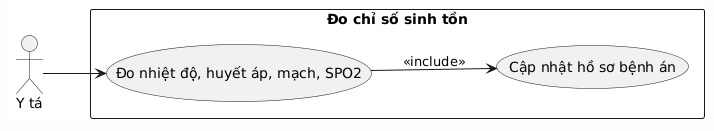 Đo chỉ số sinh tồn
Y tá
Đo nhiệt độ, huyết áp, mạch, SPO2
«include»
Cập nhật hồ sơ bệnh án